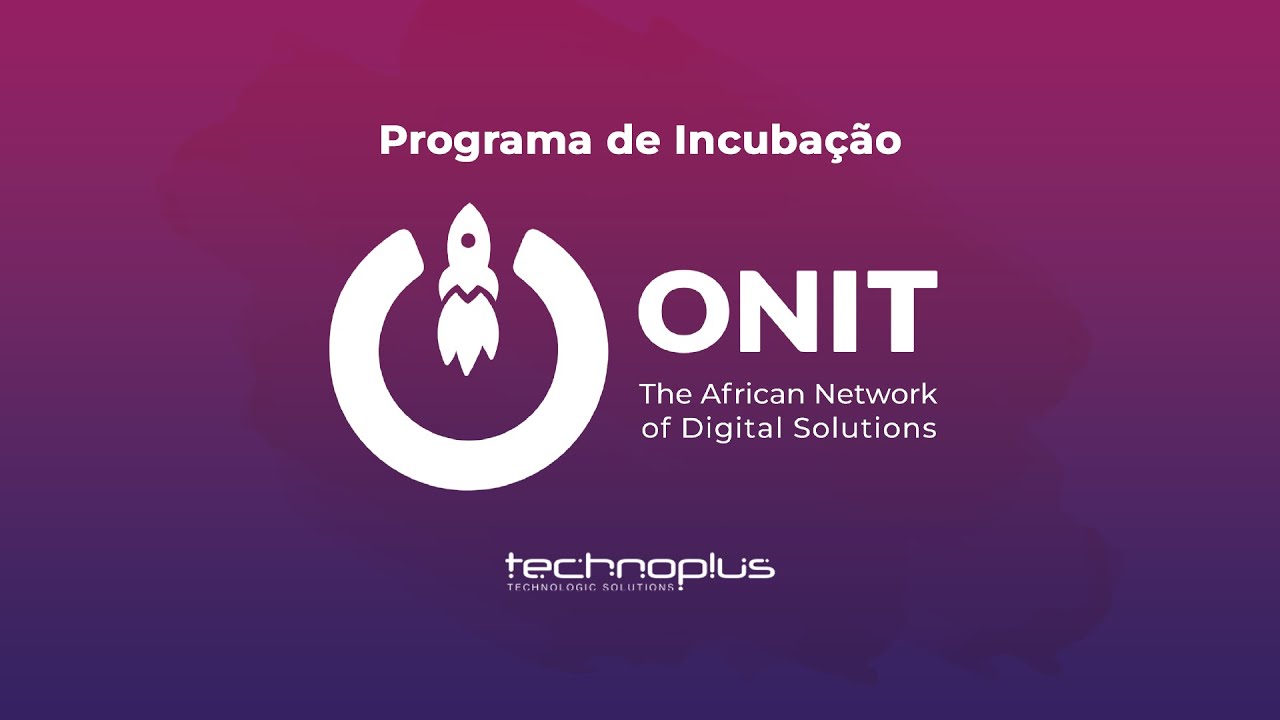 Programa de Incubação
ONIT
The African Network
of Digital Solutions
technoplus
TECHNOLOGIC SOLUTIONS